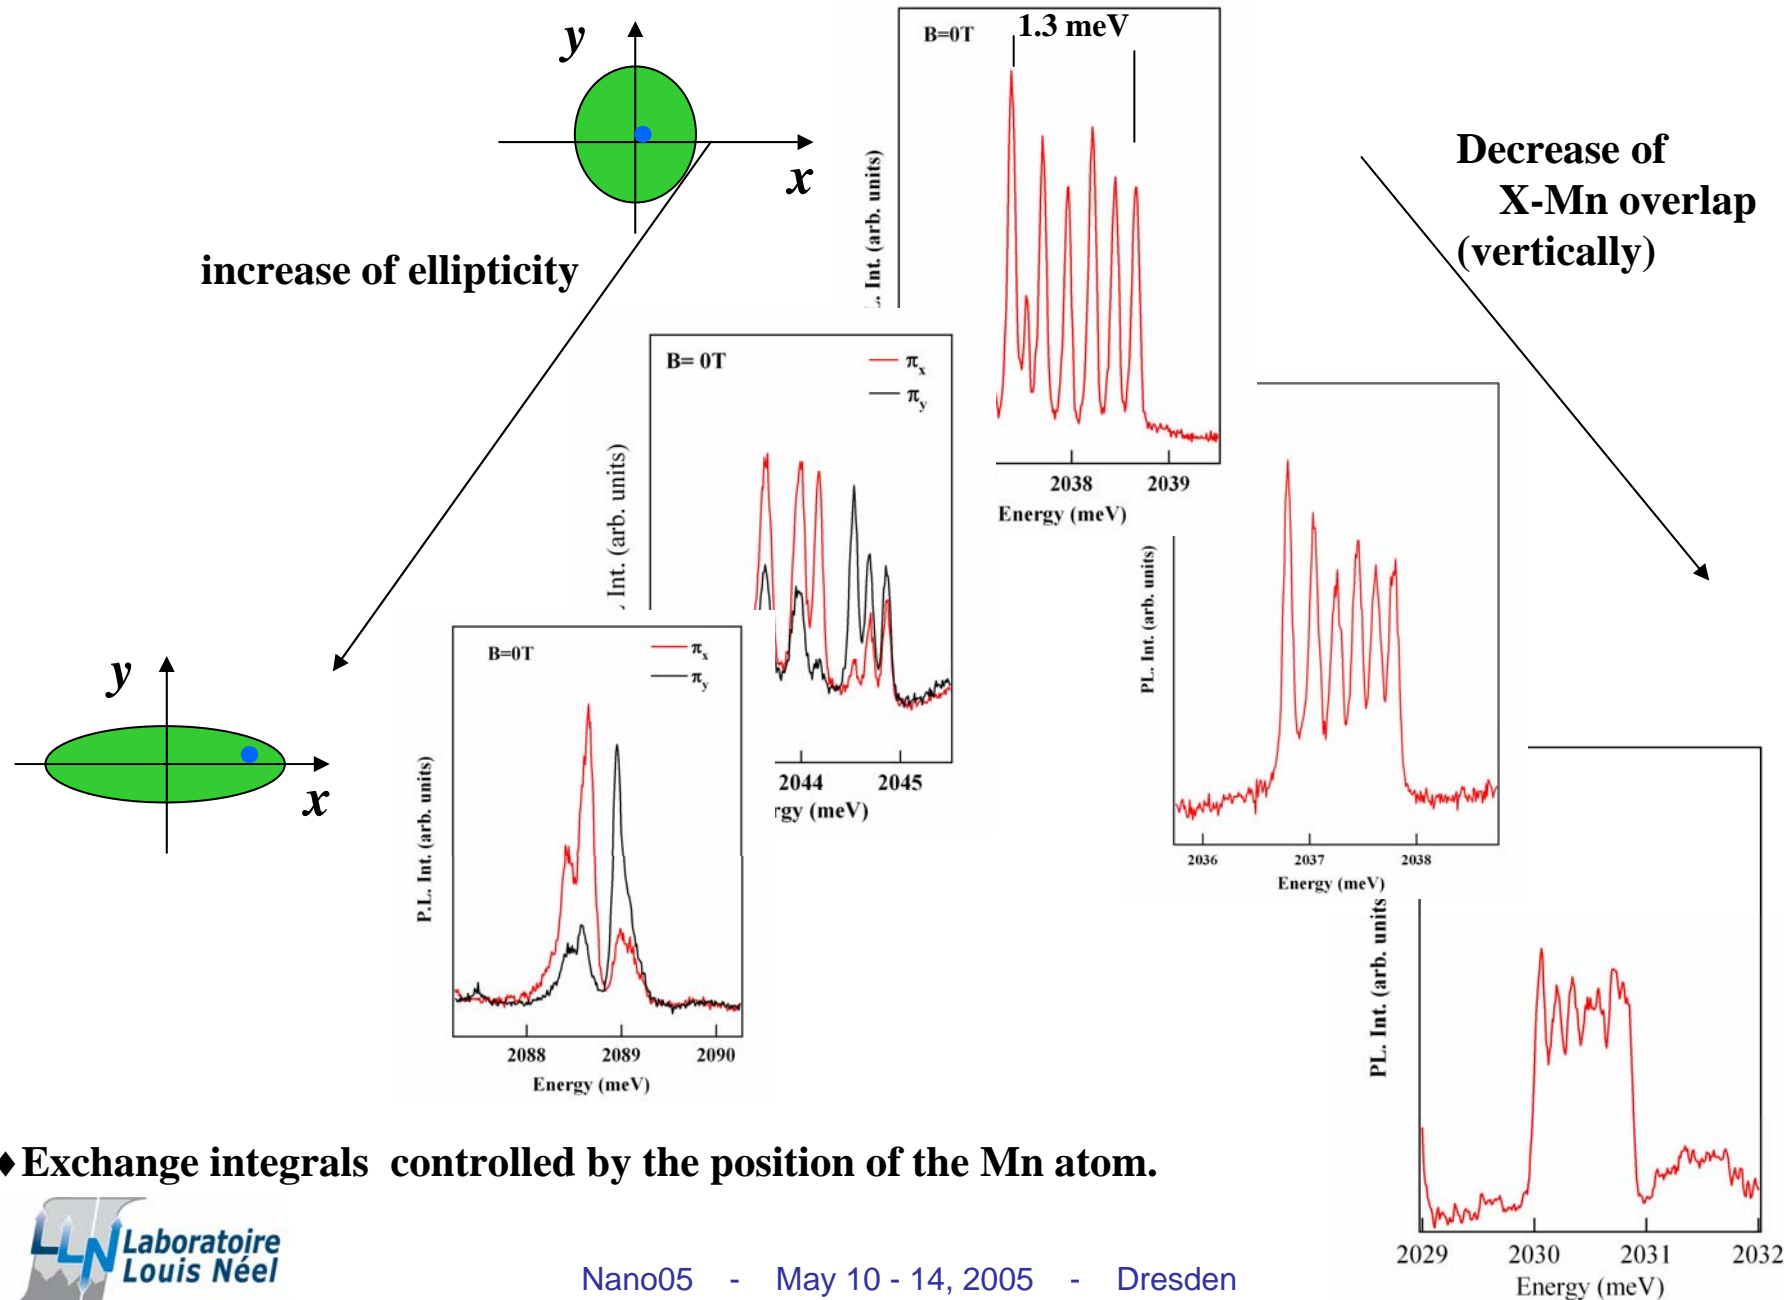 y
x
increase of ellipticity
B=0T
1.3 meV
. Int. (arb. units)
2038 2039
Energy (meV)
Decrease of
X-Mn overlap
(vertically)
B= 0T
πx
πy
. Int. (arb. units)
2044 2045
rgy (meV)
PL. Int. (arb. units)
2036 2037 2038
Energy (meV)
y
x
B=0T
πx
πy
P.L. Int. (arb. units)
2088 2089 2090
Energy (meV)
PL. Int. (arb. units
2029 2030 2031 2032
Energy (meV)
♦Exchange integrals controlled by the position of the Mn atom.
LLN Laboratoire
Louis Néel
Nano05 - May 10 - 14, 2005 - Dresden